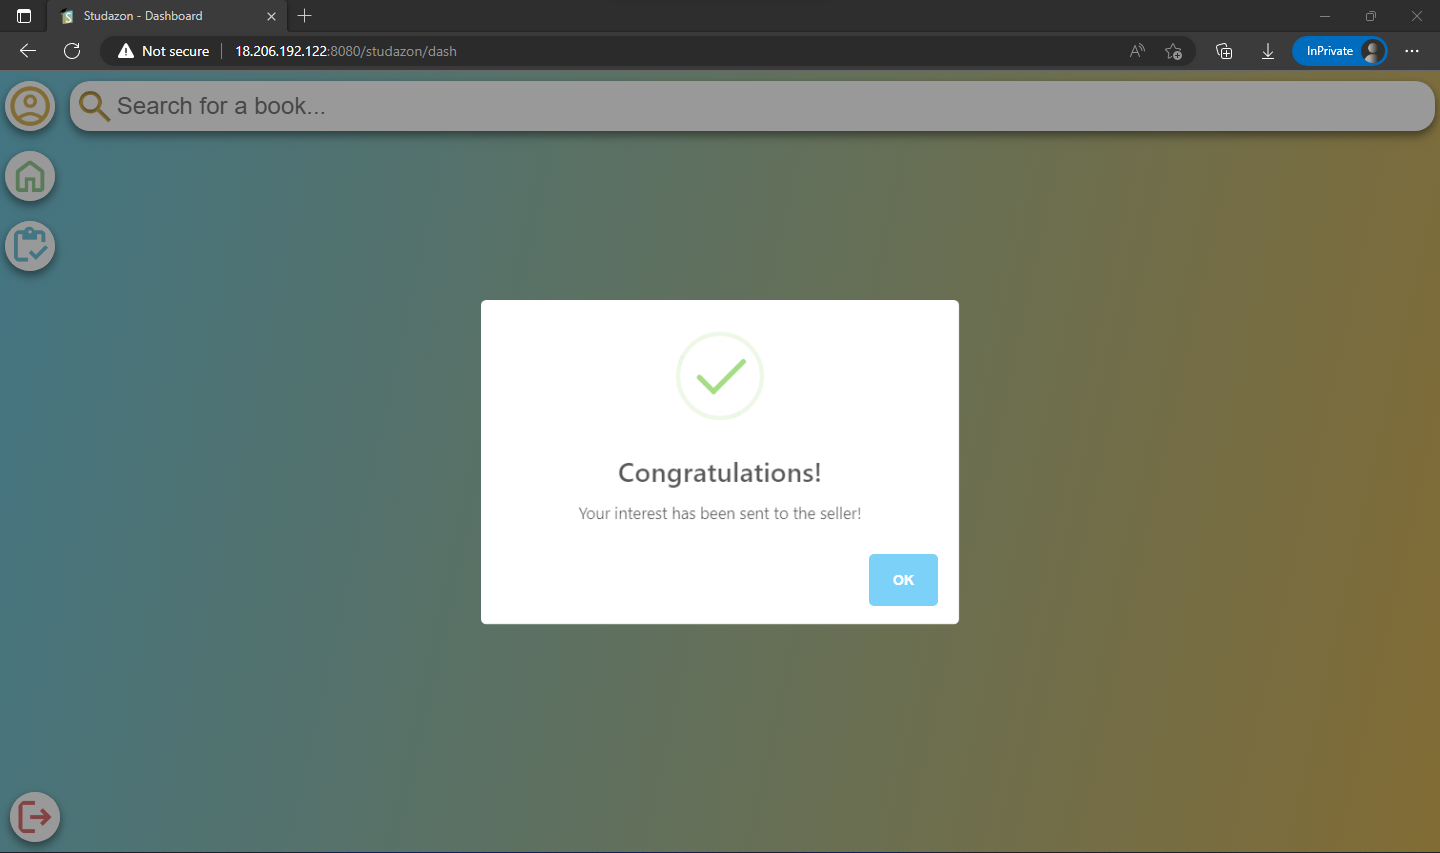 Studazon - Dashboard
Not secure
18.206.192.122:8080/studazon/dash
InPrivate
Search for a book...
Congratulations!
Your interest has been sent to the seller!
OK